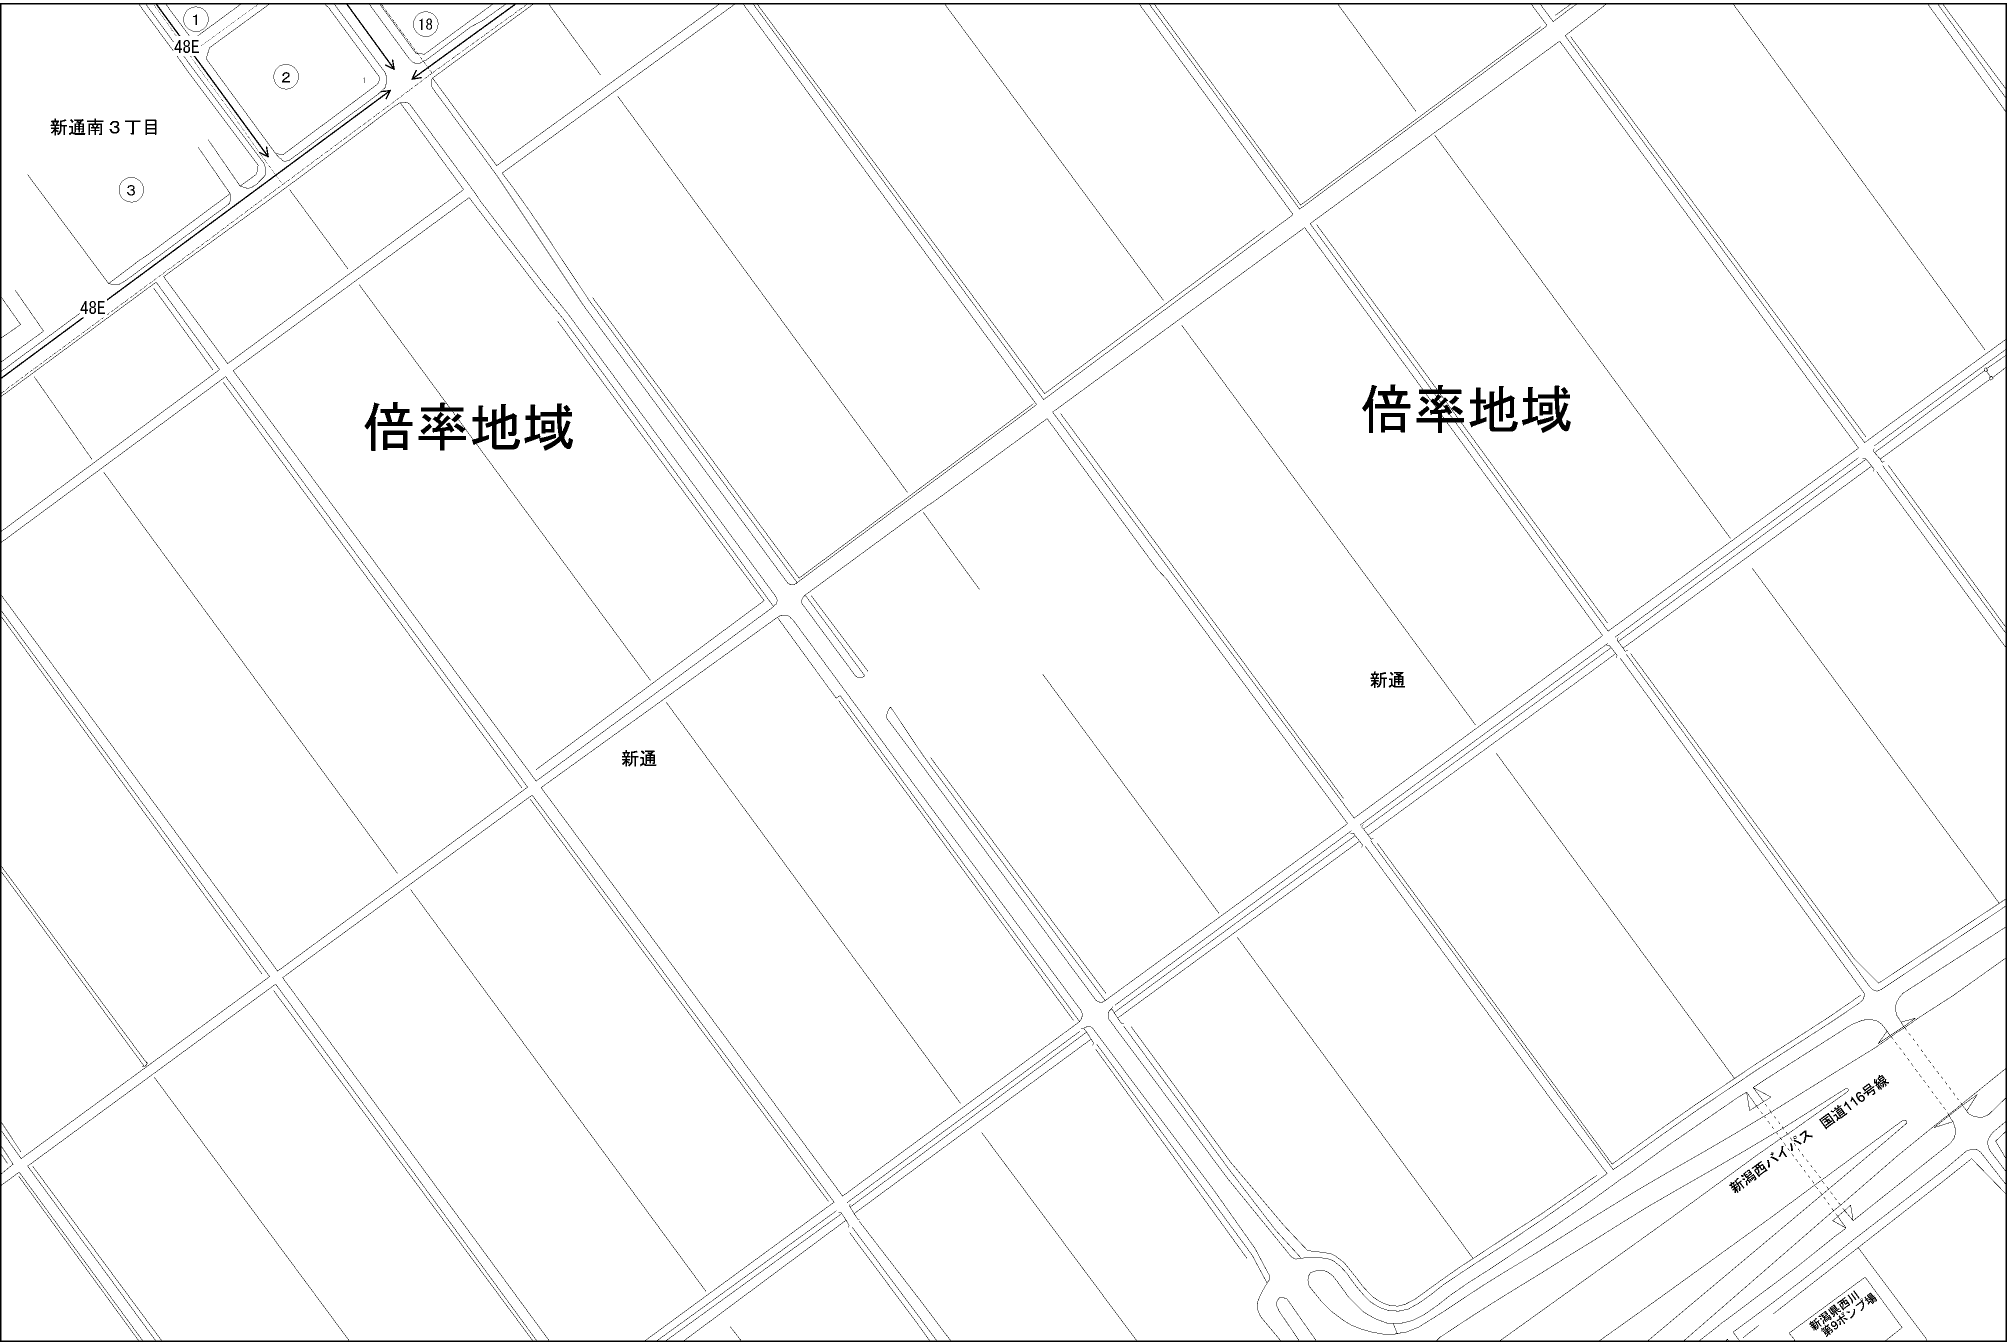 ①
⑱
48E
②
新通南３丁目
③
48E
倍率地域
倍率地域
新通
新通
新潟西バイパス　国道116号線
新潟県西川
第9ポンプ場